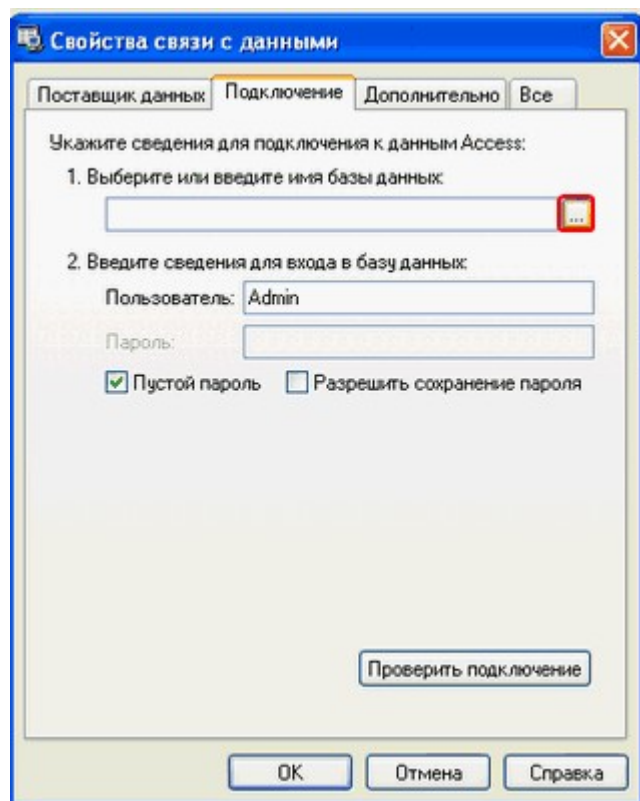 Свойства связи с данными
Поставщик данных Подключение Дополнительно Все
Укажите сведения для подключения к данным Access:
1. Выберите или введите имя базы данных:
...
2. Введите сведения для входа в базу данных:
Пользователь: Admin
Пароль:
Пустой пароль Разрешить сохранение пароля
Проверить подключение
OK Отмена Справка